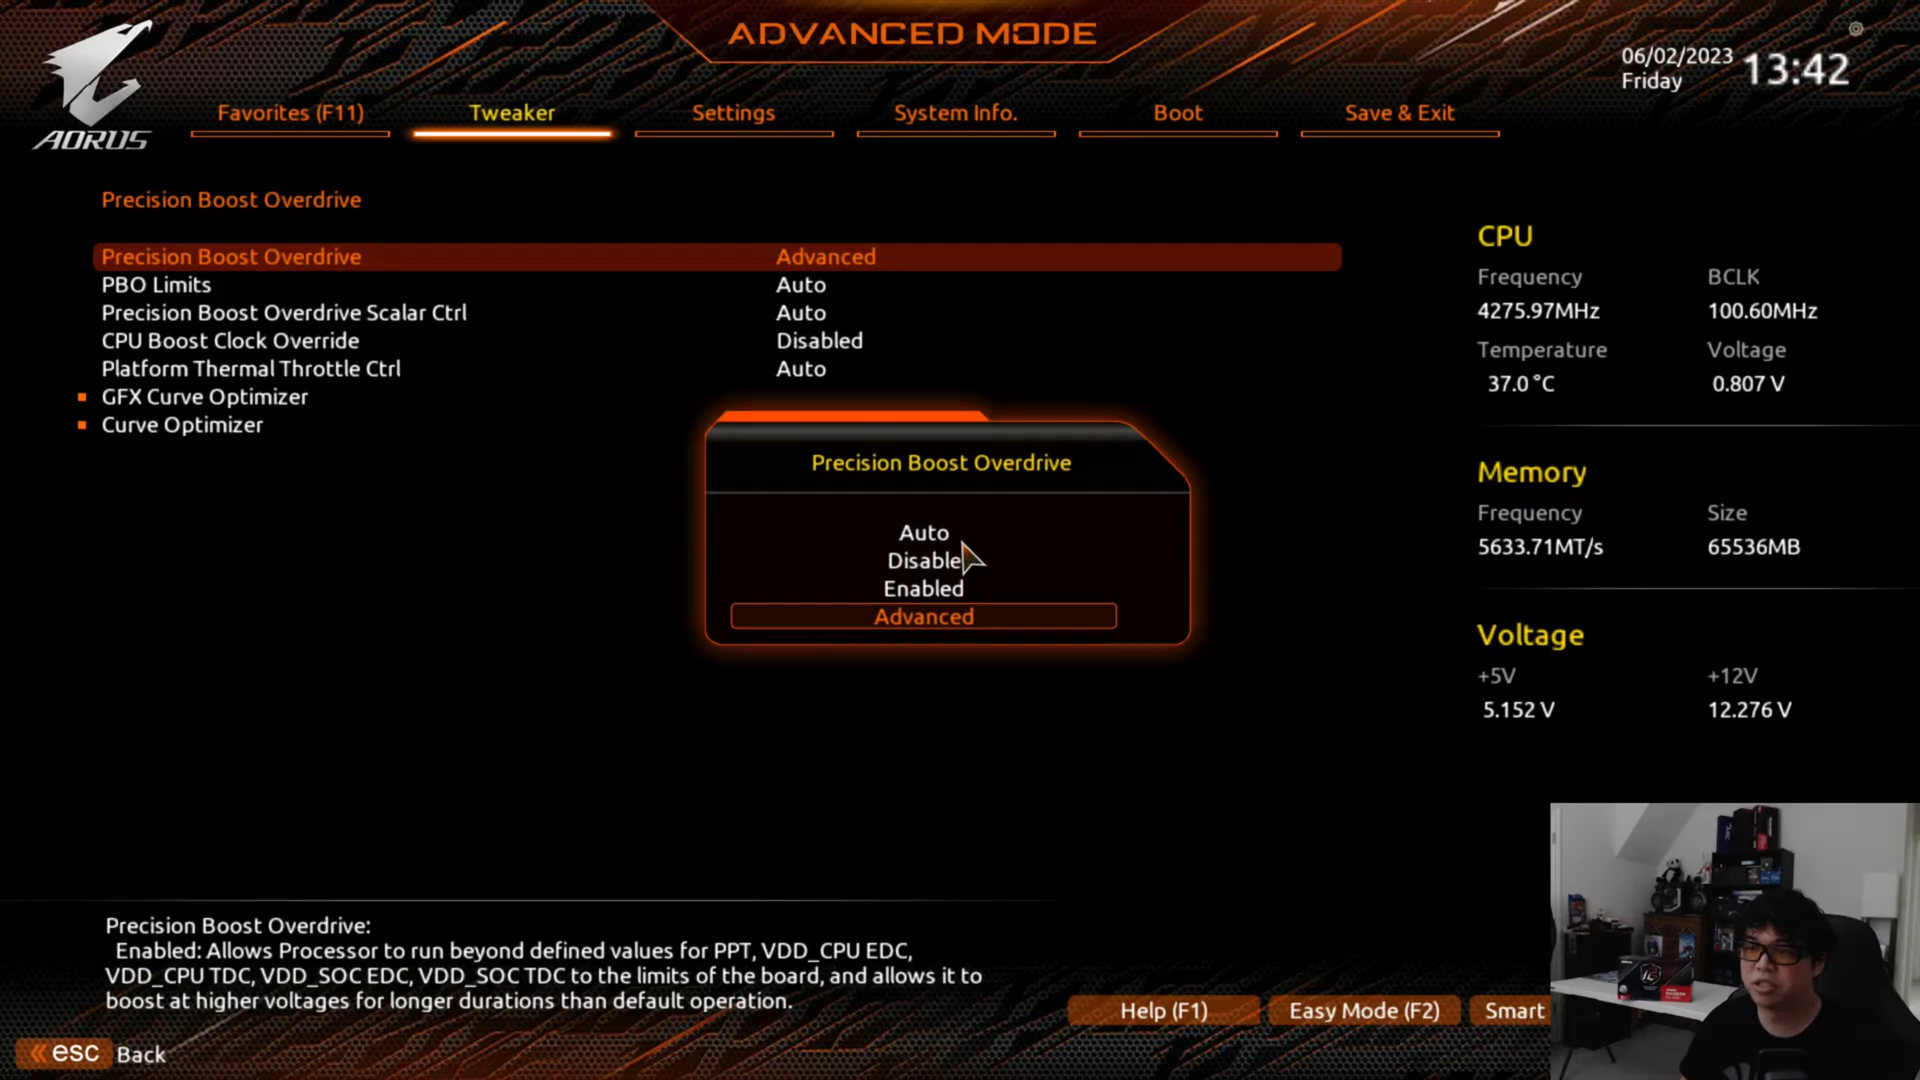 ADVANCED MODE
AORUS
06/02/2023
Friday
13:42
Favorites (F11)
Tweaker
Settings
System Info.
Boot
Save & Exit
Precision Boost Overdrive
Precision Boost Overdrive Advanced
PBO Limits Auto
Precision Boost Overdrive Scalar Ctrl Auto
CPU Boost Clock Override Disabled
Platform Thermal Throttle Ctrl Auto
GFX Curve Optimizer
Curve Optimizer
Precision Boost Overdrive
Auto
Disable
Enabled
Advanced
CPU
Frequency BCLK
4275.97MHz 100.60MHz
Temperature Voltage
37.0 °C 0.807 V
Memory
Frequency Size
5633.71MT/s 65536MB
Voltage
+5V +12V
5.152 V 12.276 V
Precision Boost Overdrive:
Enabled: Allows Processor to run beyond defined values for PPT, VDD_CPU EDC,
VDD_CPU TDC, VDD_SOC EDC, VDD_SOC TDC to the limits of the board, and allows it to
boost at higher voltages for longer durations than default operation.
Help (F1)
Easy Mode (F2)
Smart
esc Back